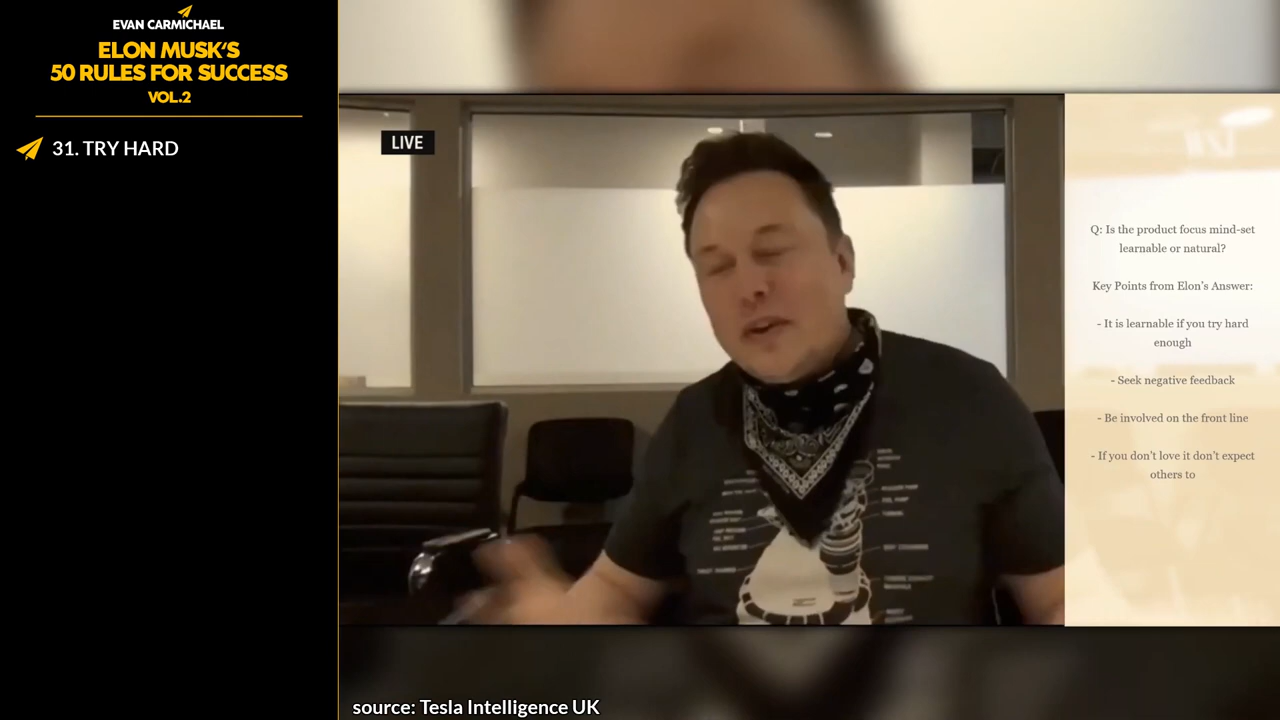 EVAN CARMICHAEL
ELON MUSK'S
50 RULES FOR SUCCESS
VOL.2
31. TRY HARD
LIVE
Q: Is the product focus mind-set
learnable or natural?
Key Points from Elon's Answer:
- It is learnable if you try hard
enough
- Seek negative feedback
- Be involved on the front line
- If you don't love it don't expect
others to
source: Tesla Intelligence UK